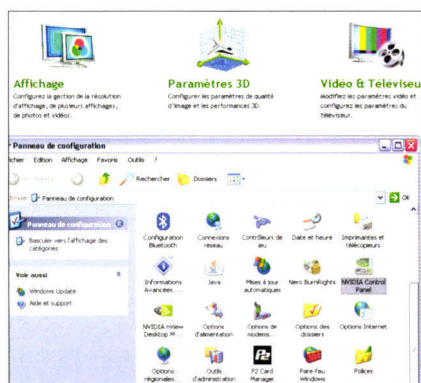 Affichage
Configurez la gestion de la résolution
d'affichage, de plusieurs affichages,
de photos et vidéos.
Paramètres 3D
Configurer les paramètres de qualité
d'image et les performances 3D.
Vidéo & Téléviseu
Modifiez les paramètres vidéo et
configurez les paramètres du
téléviseur.
Panneau de configuration
ichier Edition Affichage Favoris Outils ?
Rechercher Dossiers
Panneau de configuration OK
Panneau de configuration
Basculer vers l'affichage des
catégories
Voir aussi
Windows Update
Aide et support
Configuration
Bluetooth
Connexions
réseau
Contrôleurs de
jeu
Date et heure
Imprimantes et
télécopieurs
Informations
Avancées ...
Java
Mises à jour
automatiques
Nero BurnRights
NVIDIA Control
Panel
NVIDIA nView
Desktop M...
Options
d'alimentation
Options de
modems...
Options des
dossiers
Options Internet
Options
régionales...
Outils
d'administration
P2 Card
Manager
Pare-feu
Windows
Polices